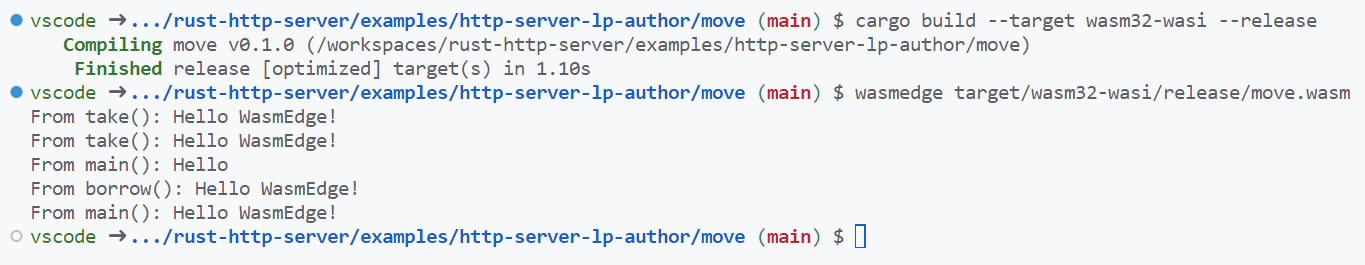 vscode ➜.../rust-http-server/examples/http-server-lp-author/move (main) $ cargo build --target wasm32-wasi --release
   Compiling move v0.1.0 (/workspaces/rust-http-server/examples/http-server-lp-author/move)
    Finished release [optimized] target(s) in 1.10s
vscode ➜.../rust-http-server/examples/http-server-lp-author/move (main) $ wasmedge target/wasm32-wasi/release/move.wasm
From take(): Hello WasmEdge!
From take(): Hello WasmEdge!
From main(): Hello
From borrow(): Hello WasmEdge!
From main(): Hello WasmEdge!
vscode ➜.../rust-http-server/examples/http-server-lp-author/move (main) $